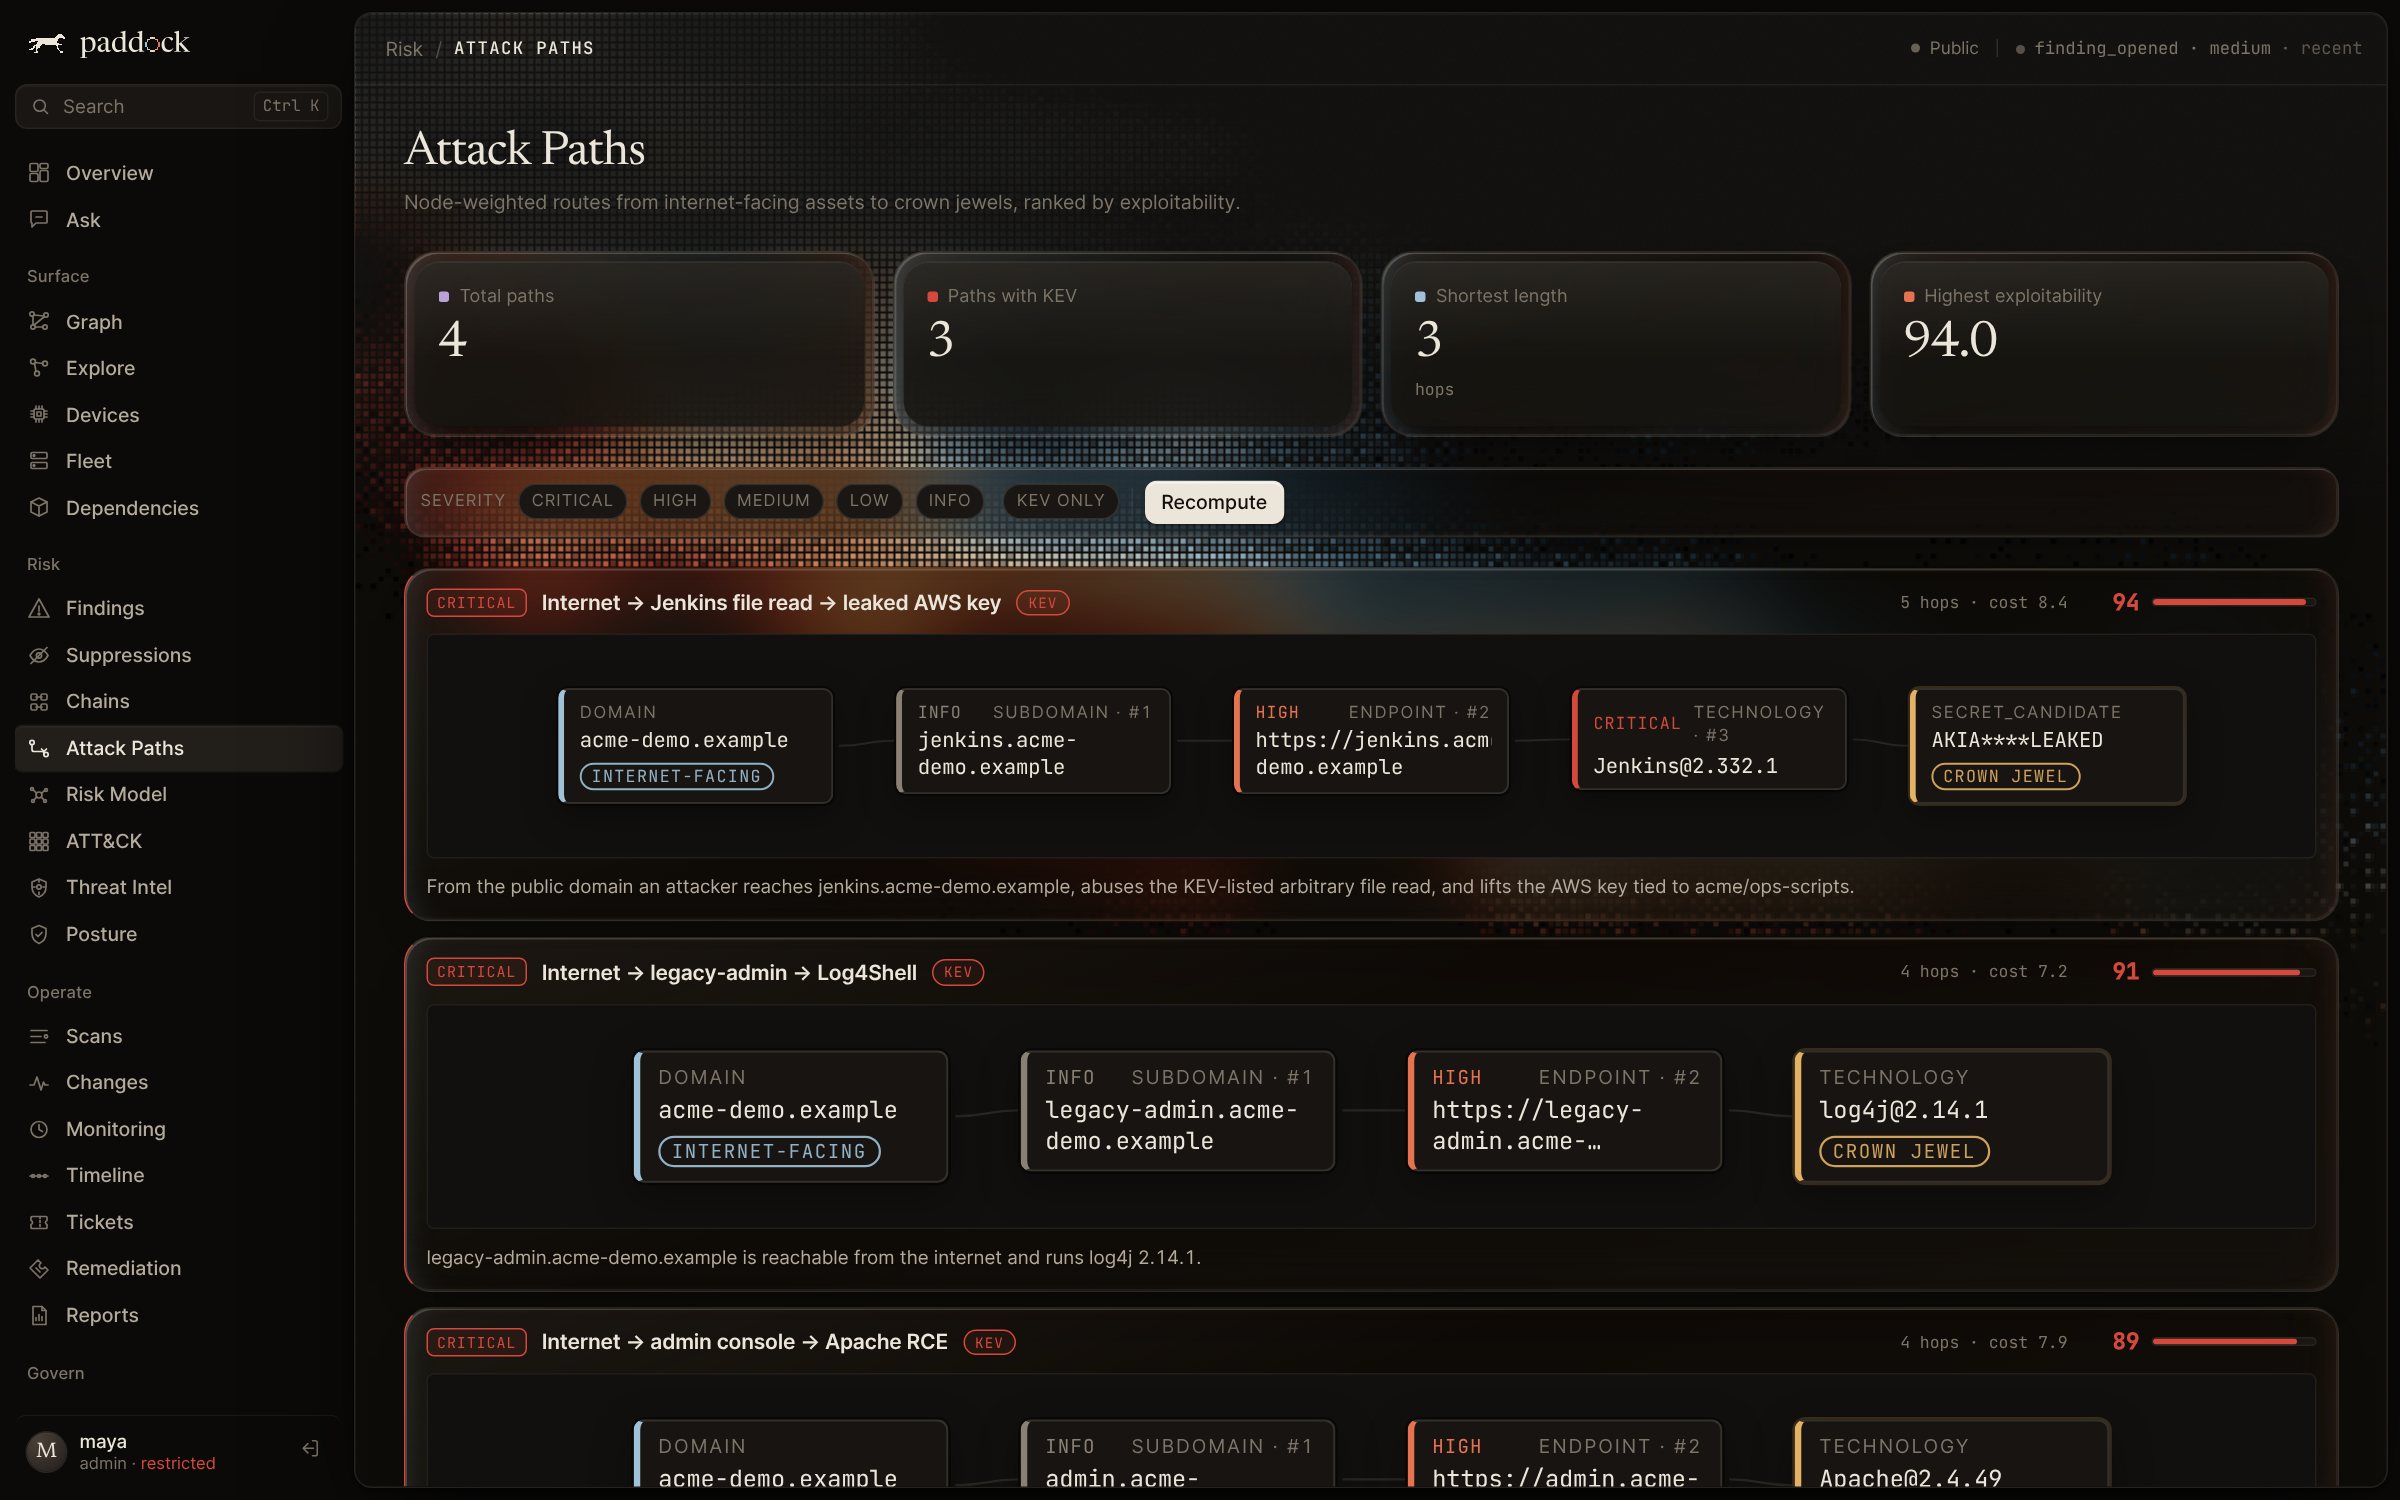 paddock
Search
Ctrl K
Overview
Ask
Surface
Graph
Explore
Devices
Fleet
Dependencies
Risk
Findings
Suppressions
Chains
Attack Paths
Risk Model
ATT&CK
Threat Intel
Posture
Operate
Scans
Changes
Monitoring
Timeline
Tickets
Remediation
Reports
Govern
M
maya
admin · restricted
Risk / ATTACK PATHS
Public
finding_opened · medium · recent
Attack Paths
Node-weighted routes from internet-facing assets to crown jewels, ranked by exploitability.
Total paths
4
Paths with KEV
3
Shortest length
3
hops
Highest exploitability
94.0
SEVERITY CRITICAL HIGH MEDIUM LOW INFO KEV ONLY Recompute
CRITICAL Internet → Jenkins file read → leaked AWS key KEV 5 hops · cost 8.4 94
DOMAIN
acme-demo.example
INTERNET-FACING
INFO SUBDOMAIN · #1
jenkins.acme-
demo.example
HIGH ENDPOINT · #2
https://jenkins.acm
demo.example
CRITICAL TECHNOLOGY
· #3
Jenkins@2.332.1
SECRET_CANDIDATE
AKIA****LEAKED
CROWN JEWEL
From the public domain an attacker reaches jenkins.acme-demo.example, abuses the KEV-listed arbitrary file read, and lifts the AWS key tied to acme/ops-scripts.
CRITICAL Internet → legacy-admin → Log4Shell KEV 4 hops · cost 7.2 91
DOMAIN
acme-demo.example
INTERNET-FACING
INFO SUBDOMAIN · #1
legacy-admin.acme-
demo.example
HIGH ENDPOINT · #2
https://legacy-
admin.acme-…
TECHNOLOGY
log4j@2.14.1
CROWN JEWEL
legacy-admin.acme-demo.example is reachable from the internet and runs log4j 2.14.1.
CRITICAL Internet → admin console → Apache RCE KEV 4 hops · cost 7.9 89
DOMAIN
acme-demo.example
INFO SUBDOMAIN · #1
admin.acme-
HIGH ENDPOINT · #2
https://admin.acme-
TECHNOLOGY
Apache@2.4.49